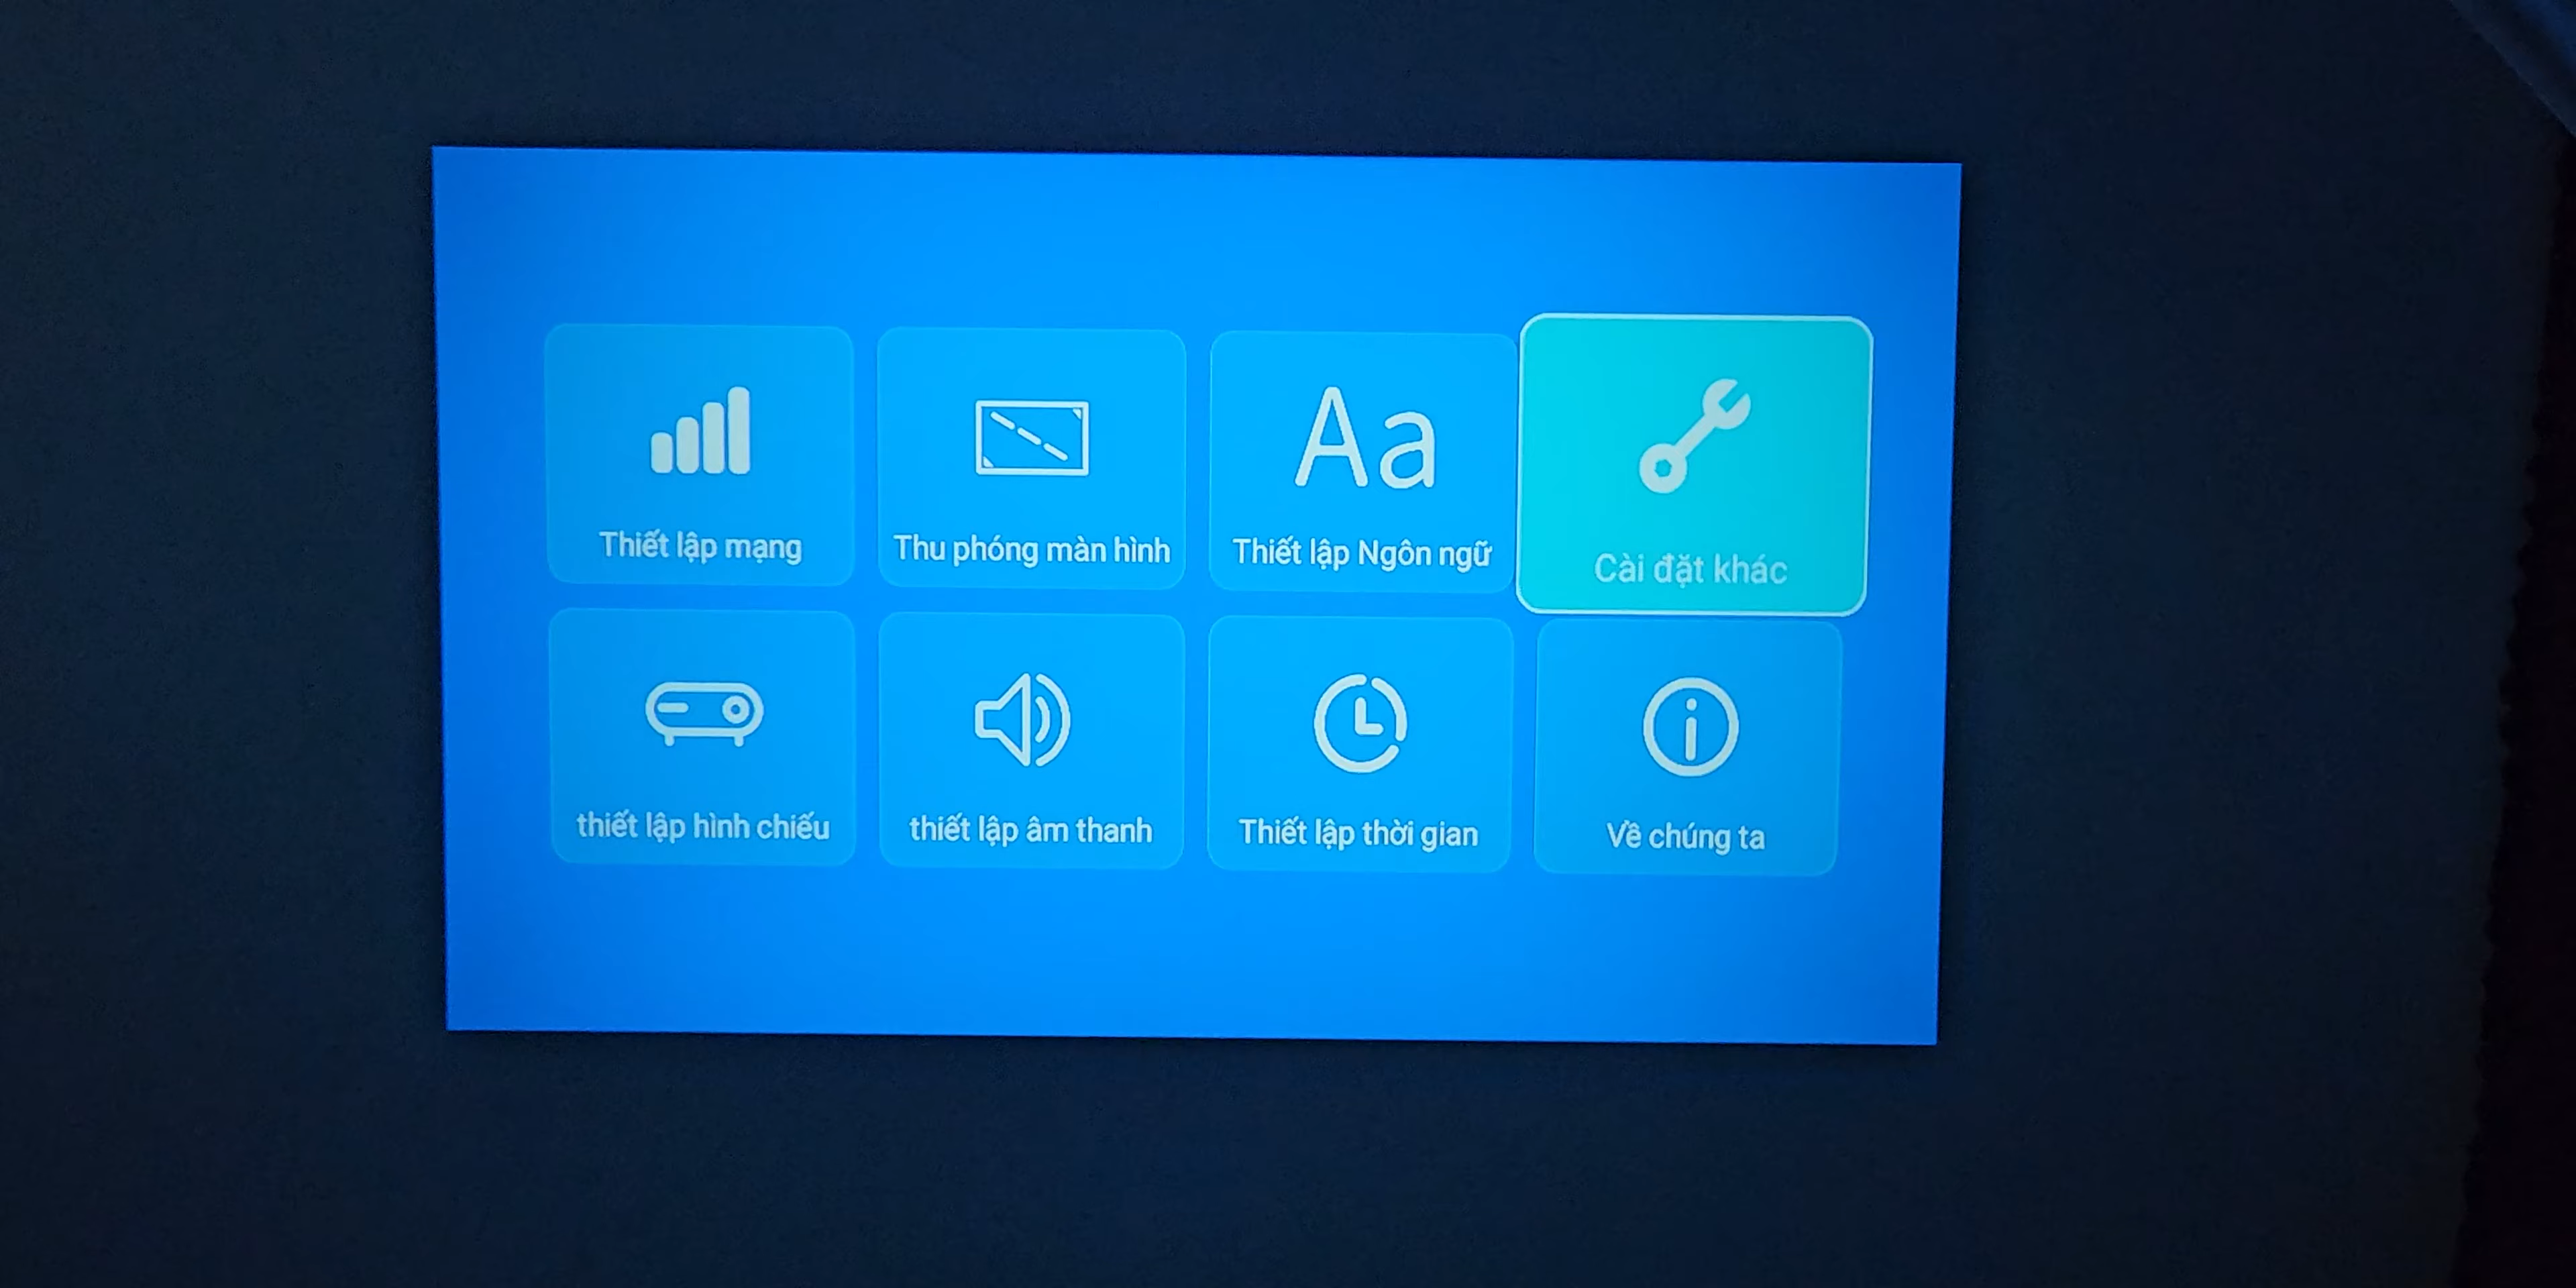 Aa
Thiết lập mạng
Thu phóng màn hình
Thiết lập Ngôn ngữ
Cài đặt khác
thiết lập hình chiếu
thiết lập âm thanh
Thiết lập thời gian
Về chúng ta